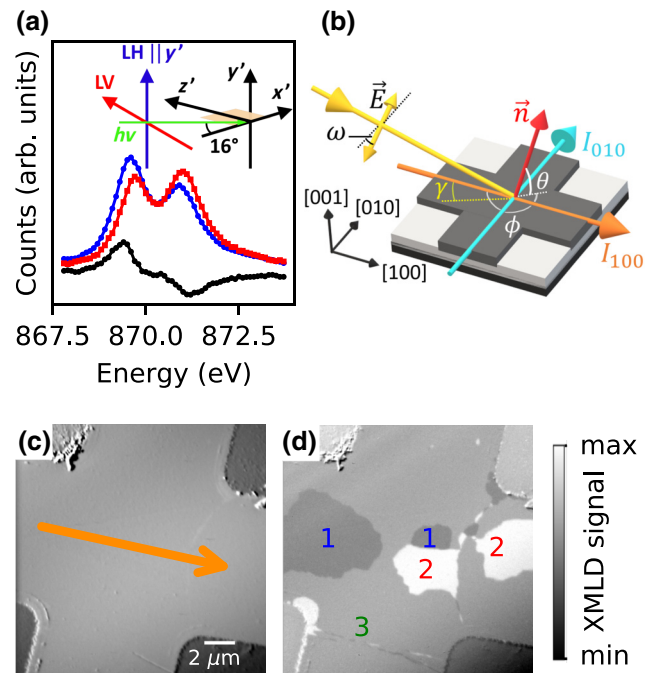 (a)
LH || y'
LV
z'
y'
x'
hν
16°
Counts (arb. units)
867.5 870.0 872.5
Energy (eV)
(b)
E
ω
n
I010
γ
θ
ϕ
I100
[001]
[010]
[100]
(c)
2 µm
(d)
1
1
2
2
3
max
XMLD signal
min